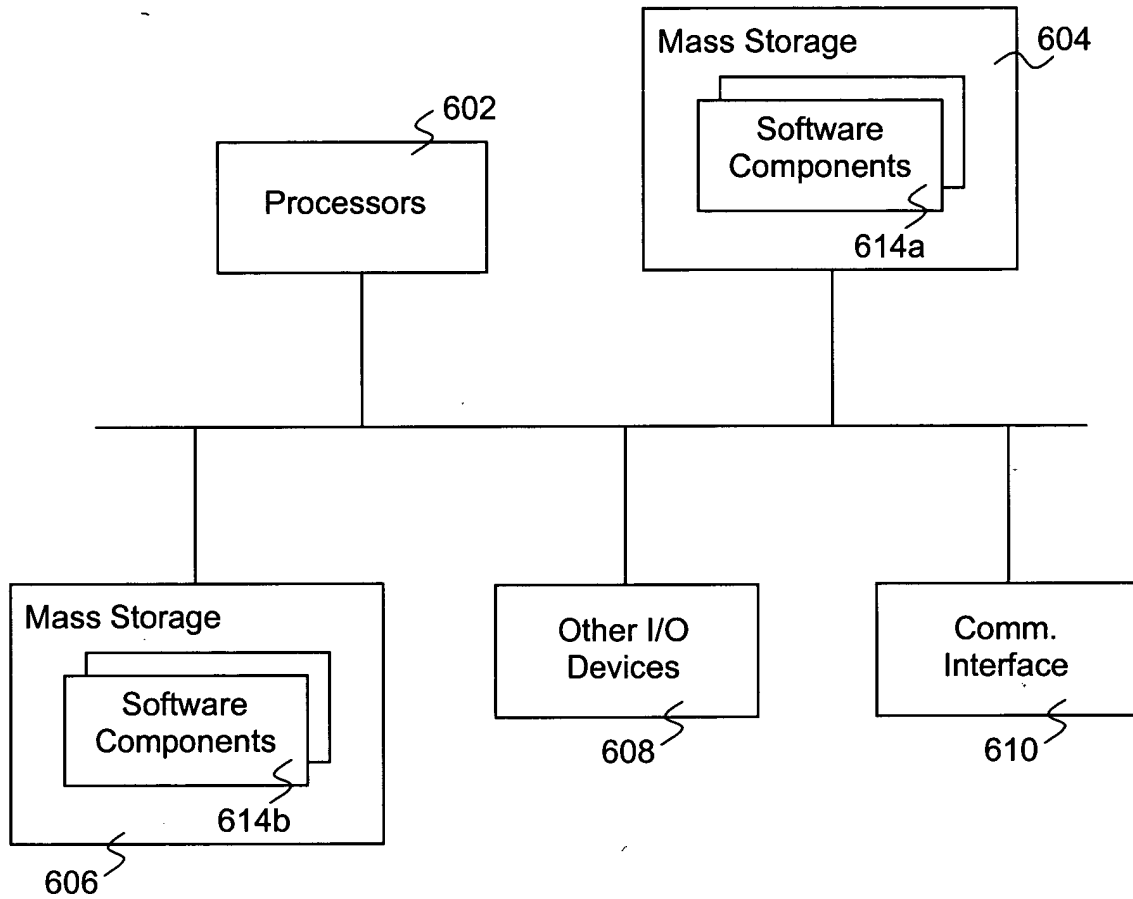 Mass Storage
604
Software
Components
614a
602
Processors
Mass Storage
Software
Components
614b
606
Other I/O
Devices
608
Comm.
Interface
610